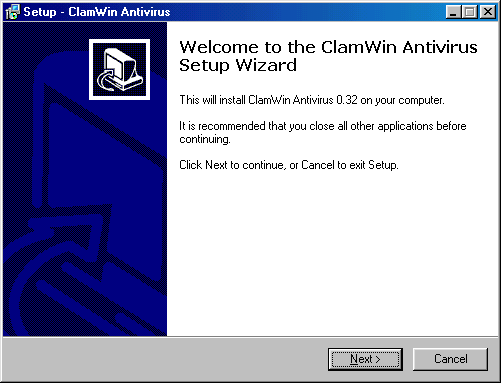 Setup - ClamWin Antivirus
Welcome to the ClamWin Antivirus
Setup Wizard
This will install ClamWin Antivirus 0.32 on your computer.
It is recommended that you close all other applications before
continuing.
Click Next to continue, or Cancel to exit Setup.
Next >
Cancel